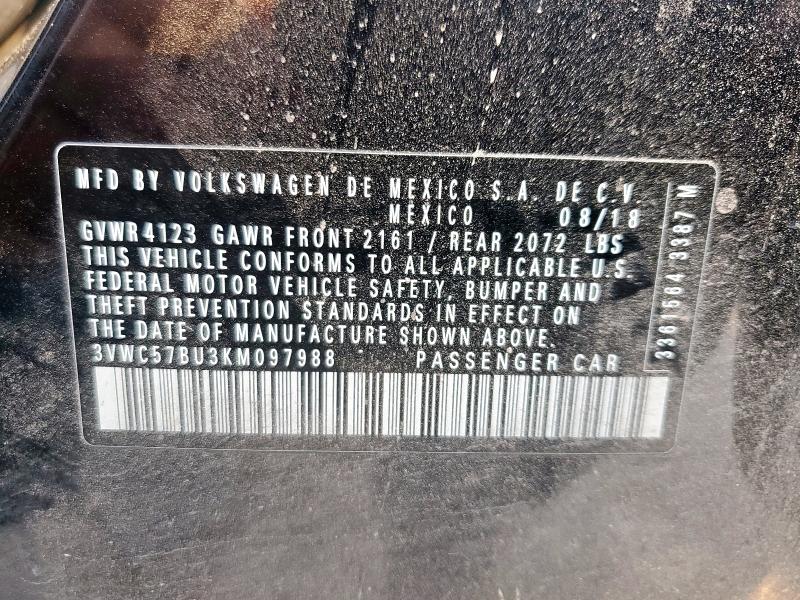 MFD BY VOLKSWAGEN DE MEXICO S.A. DE C.V.
MEXICO 08/18
GVWR4123 GAWR FRONT 2161 / REAR 2072 LBS
THIS VEHICLE CONFORMS TO ALL APPLICABLE U.S.
FEDERAL MOTOR VEHICLE SAFETY, BUMPER AND
THEFT PREVENTION STANDARDS IN EFFECT ON
THE DATE OF MANUFACTURE SHOWN ABOVE.
3VWC57BU3KM097988 PASSENGER CAR
3361564 3387 M